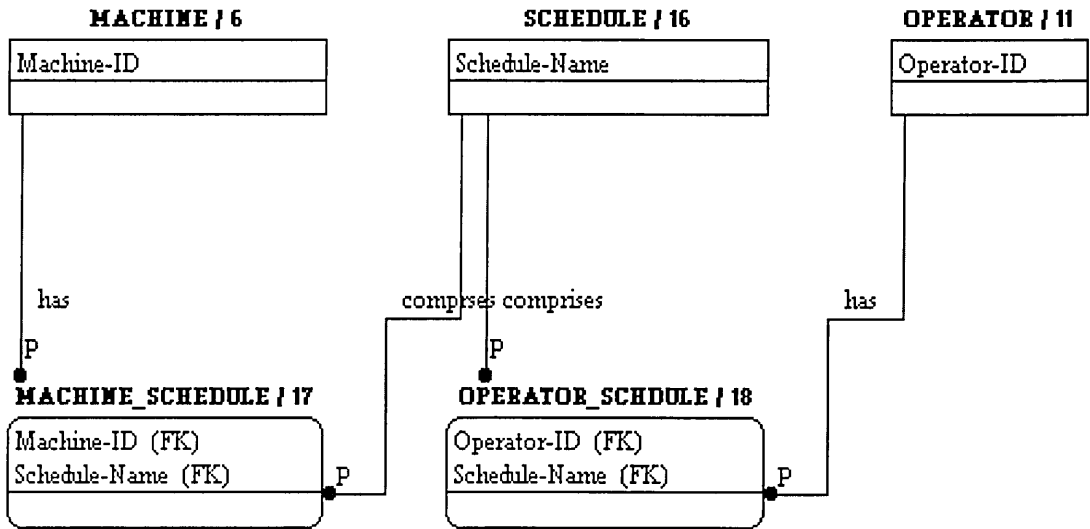 MACHINE / 6
SCHEDULE / 16
OPERATOR / 11
Machine-ID
Schedule-Name
Operator-ID
has
comprses comprises
has
P
P
MACHINE_SCHEDULE / 17
OPERATOR_SCHDULE / 18
Machine-ID (FK)
Schedule-Name (FK)
P
Operator-ID (FK)
Schedule-Name (FK)
P